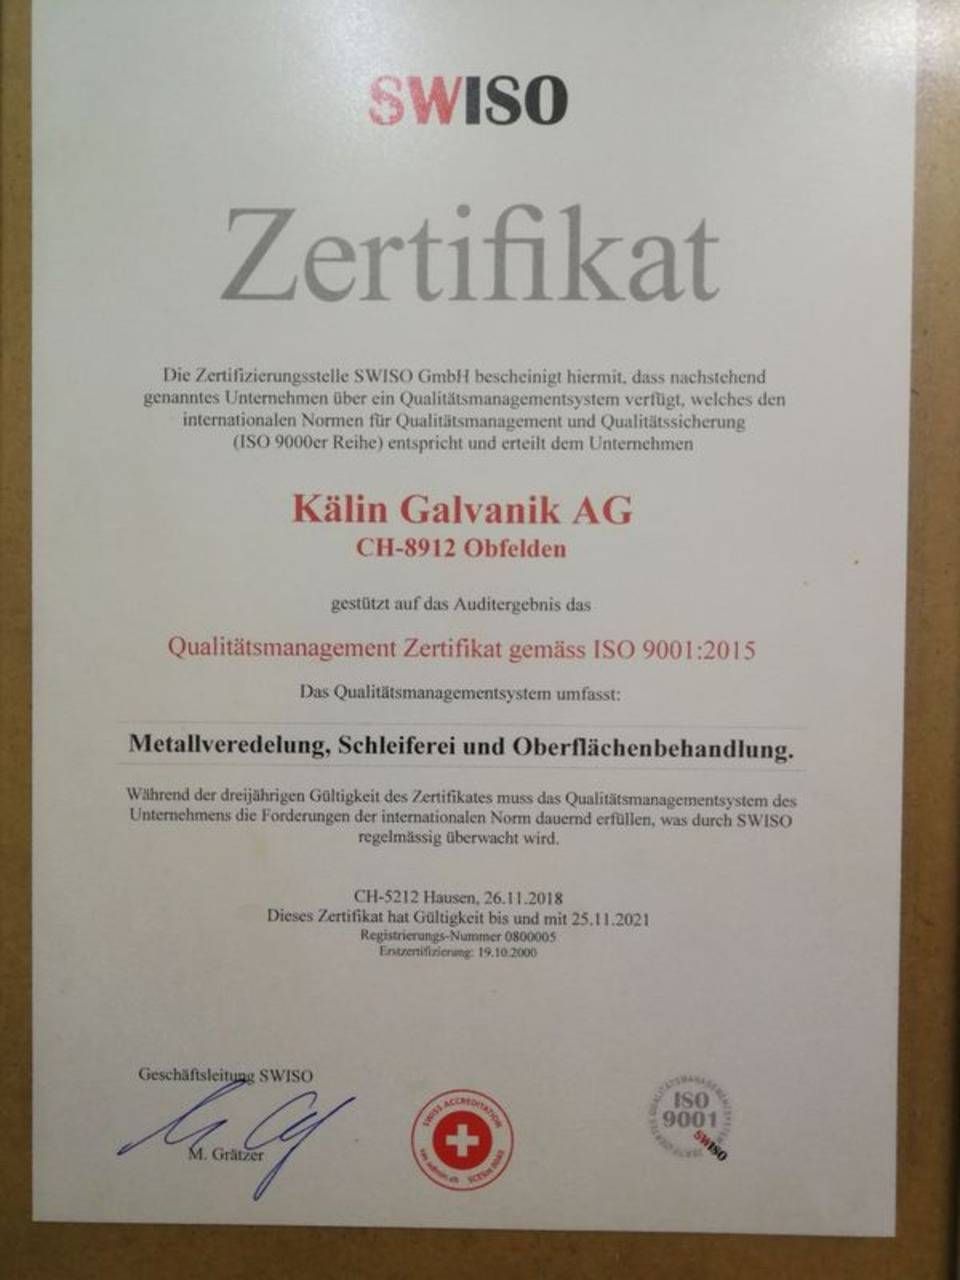 SWISO
Zertifikat
Die Zertifizierungsstelle SWISO GmbH bescheinigt hiermit, dass nachstehend
genanntes Unternehmen über ein Qualitätsmanagementsystem verfügt, welches den
internationalen Normen für Qualitätsmanagement und Qualitätssicherung
(ISO 9000er Reihe) entspricht und erteilt dem Unternehmen
Kälin Galvanik AG
CH-8912 Obfelden
gestützt auf das Auditergebnis das
Qualitätsmanagement Zertifikat gemäss ISO 9001:2015
Das Qualitätsmanagementsystem umfasst:
Metallveredelung, Schleiferei und Oberflächenbehandlung.
Während der dreijährigen Gültigkeit des Zertifikates muss das Qualitätsmanagementsystem des
Unternehmens die Forderungen der internationalen Norm dauernd erfüllen, was durch SWISO
regelmässig überwacht wird.
CH-5212 Hausen, 26.11.2018
Dieses Zertifikat hat Gültigkeit bis und mit 25.11.2021
Registrierungs-Nummer 0800005
Erstzertifizierung: 19.10.2000
Geschäftsleitung SWISO
M. Grätzer
SWISS ACCREDITATION
ISO
9001
SWISO